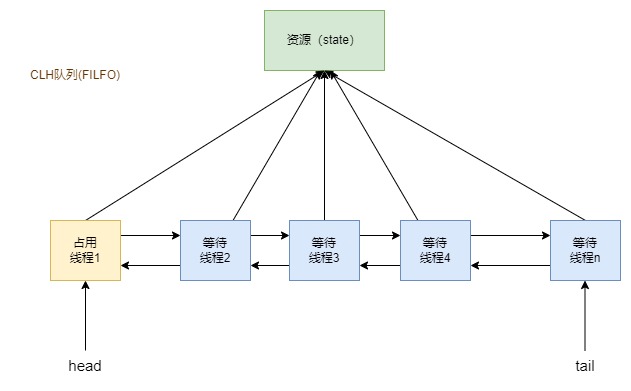 资源（state）
CLH队列(FILFO)
占用
线程1
等待
线程2
等待
线程3
等待
线程4
等待
线程n
head
tail